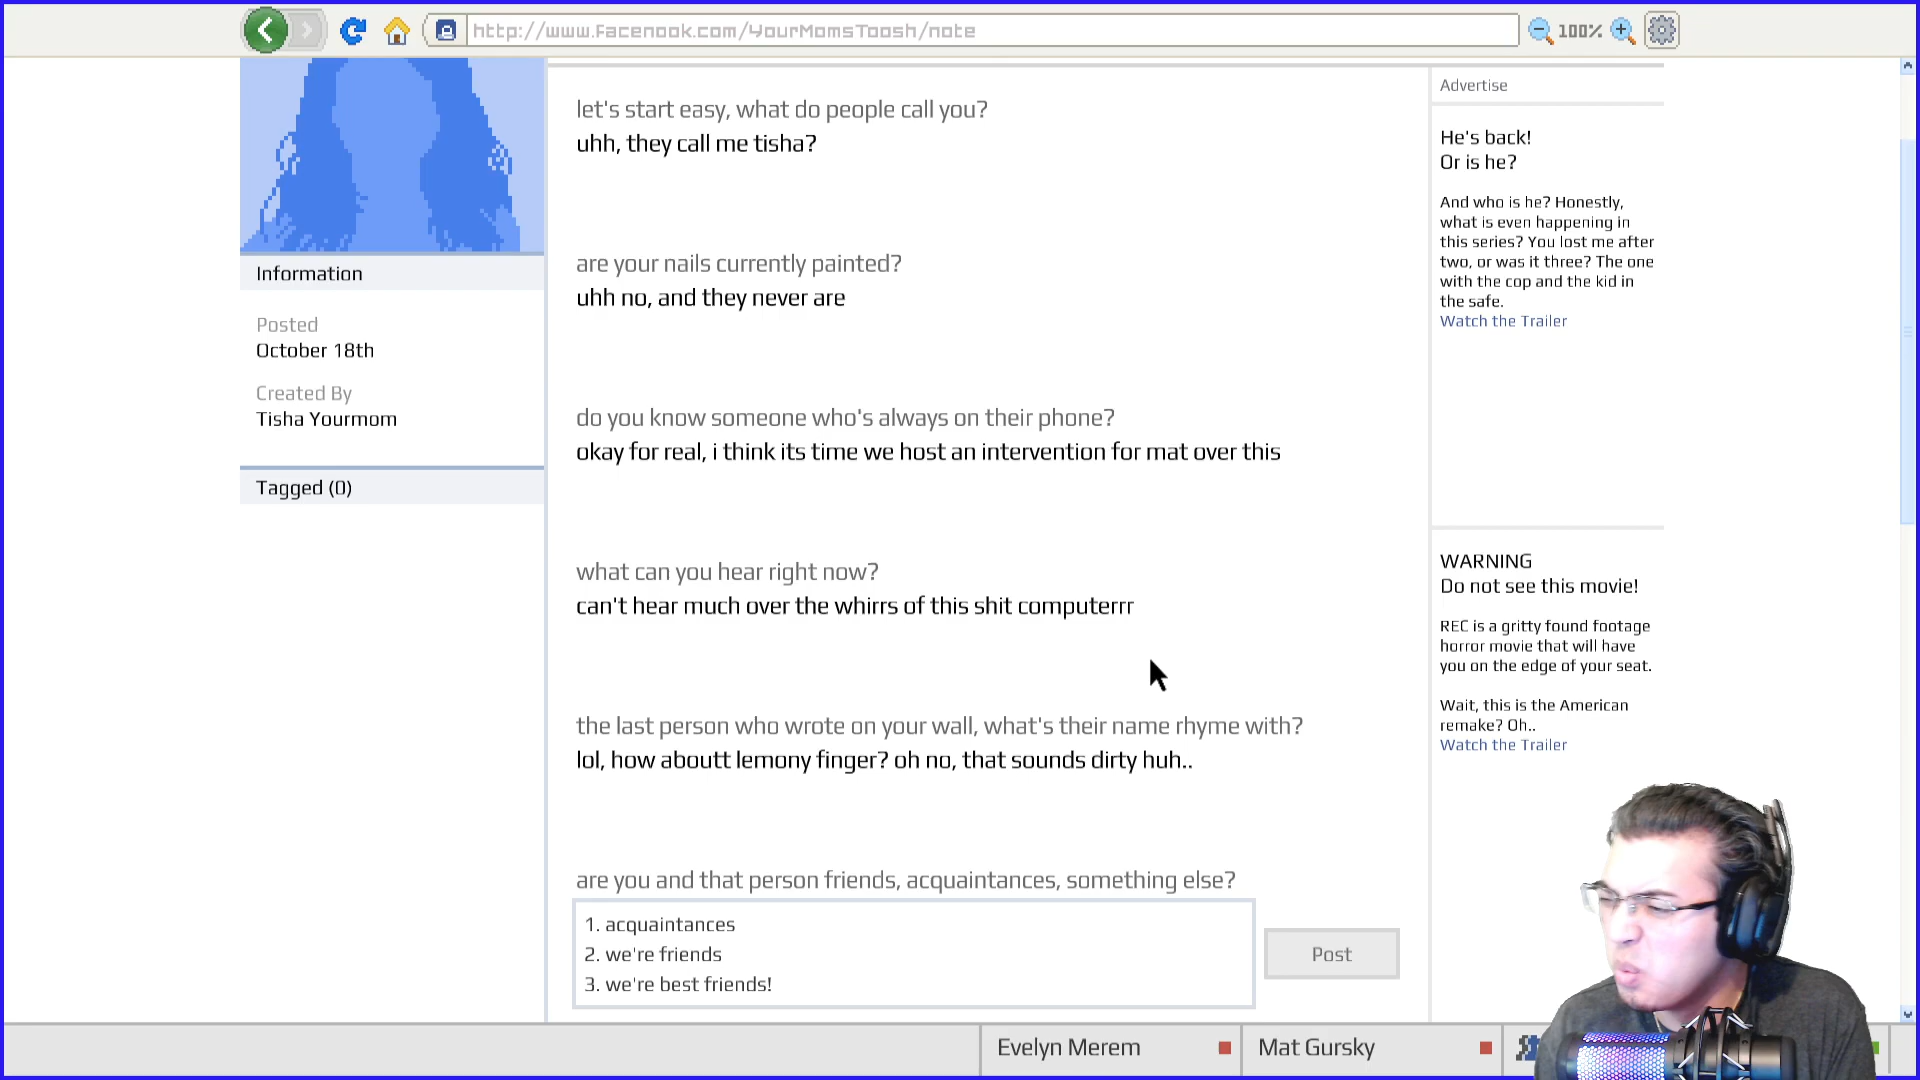 http://www.facenook.com/YourMomsToosh/note
100%
let's start easy, what do people call you?
uhh, they call me tisha?
are your nails currently painted?
uhh no, and they never are
do you know someone who's always on their phone?
okay for real, i think its time we host an intervention for mat over this
what can you hear right now?
can't hear much over the whirrs of this shit computerrr
the last person who wrote on your wall, what's their name rhyme with?
lol, how aboutt lemony finger? oh no, that sounds dirty huh..
are you and that person friends, acquaintances, something else?
1. acquaintances
2. we're friends
3. we're best friends!
Post
Information
Posted
October 18th
Created By
Tisha Yourmom
Tagged (0)
Advertise
He's back!
Or is he?
And who is he? Honestly,
what is even happening in
this series? You lost me after
two, or was it three? The one
with the cop and the kid in
the safe.
Watch the Trailer
WARNING
Do not see this movie!
REC is a gritty found footage
horror movie that will have
you on the edge of your seat.
Wait, this is the American
remake? Oh..
Watch the Trailer
Evelyn Merem
Mat Gursky